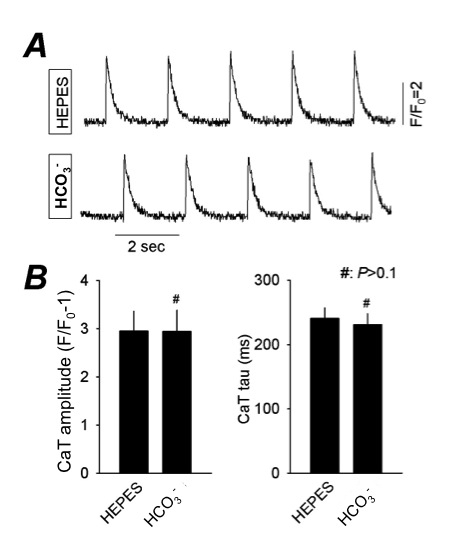 A
HEPES
F/F₀=2
HCO₃⁻
2 sec
B
#: P>0.1
CaT amplitude (F/F₀-1)
4
3
2
1
0
#
HEPES
HCO₃⁻
CaT tau (ms)
300
200
100
0
#
HEPES
HCO₃⁻